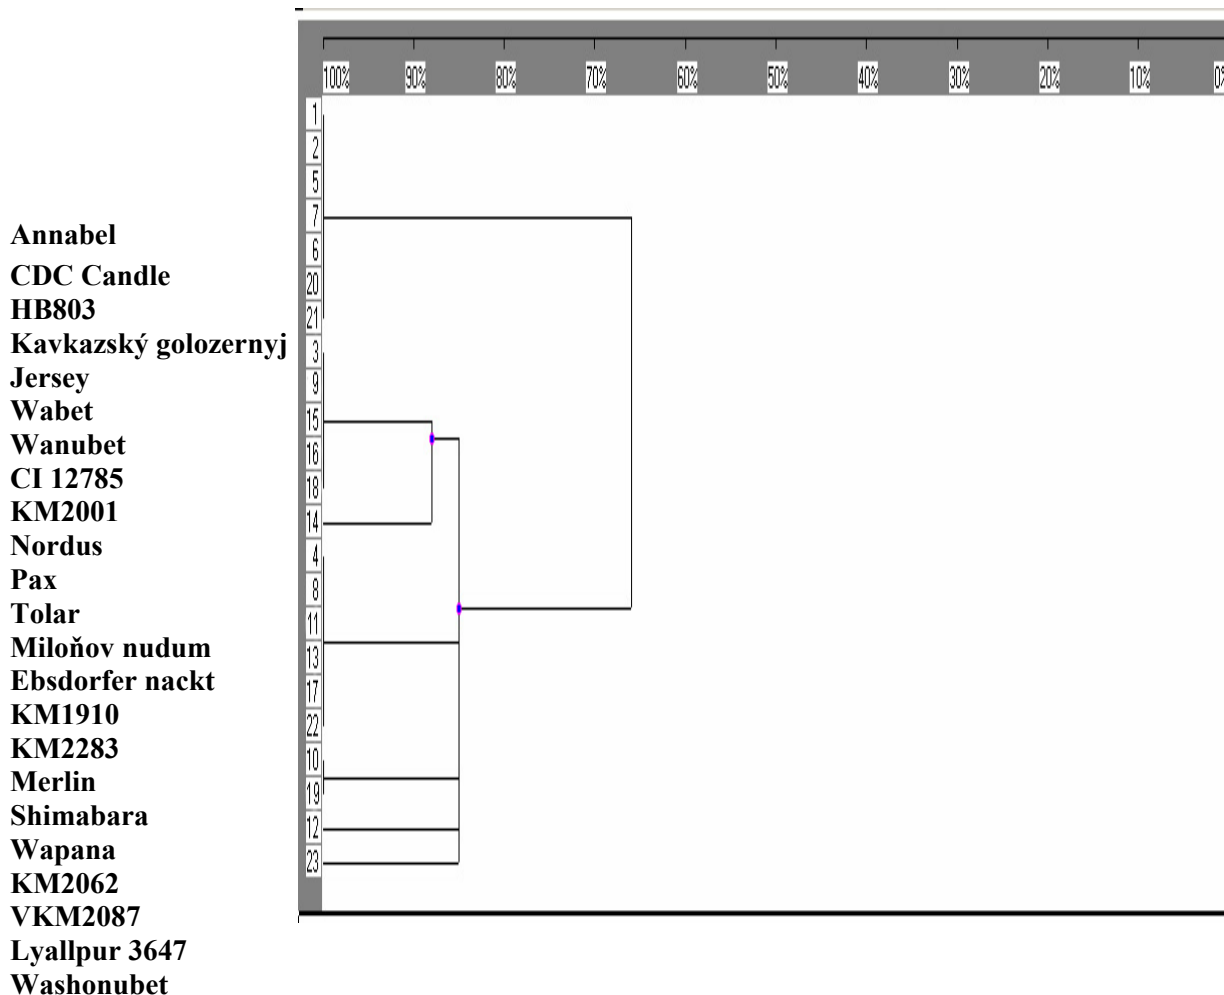 100% 90% 80% 70% 60% 50% 40% 30% 20% 10% 0%
1
2
5
7
6
20
21
3
9
15
16
18
14
4
8
11
13
17
22
10
19
12
23
Annabel
CDC Candle
HB803
Kavkazský golozernyj
Jersey
Wabet
Wanubet
CI 12785
KM2001
Nordus
Pax
Tolar
Miloňov nudum
Ebsdorfer nackt
KM1910
KM2283
Merlin
Shimabara
Wapana
KM2062
VKM2087
Lyallpur 3647
Washonubet